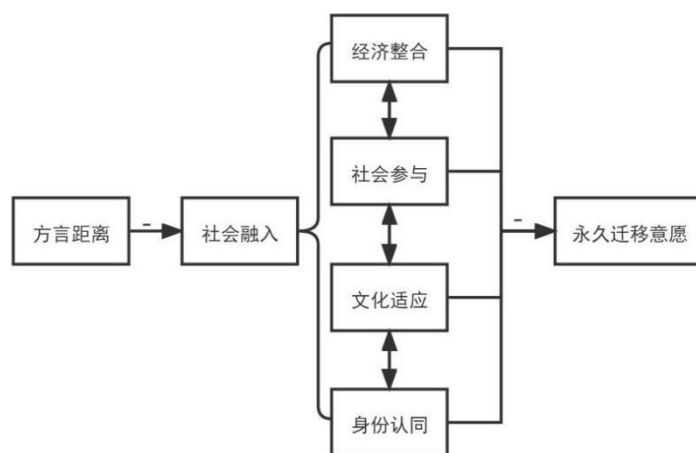 经济整合
社会参与
方言距离
-
社会融入
-
永久迁移意愿
文化适应
身份认同